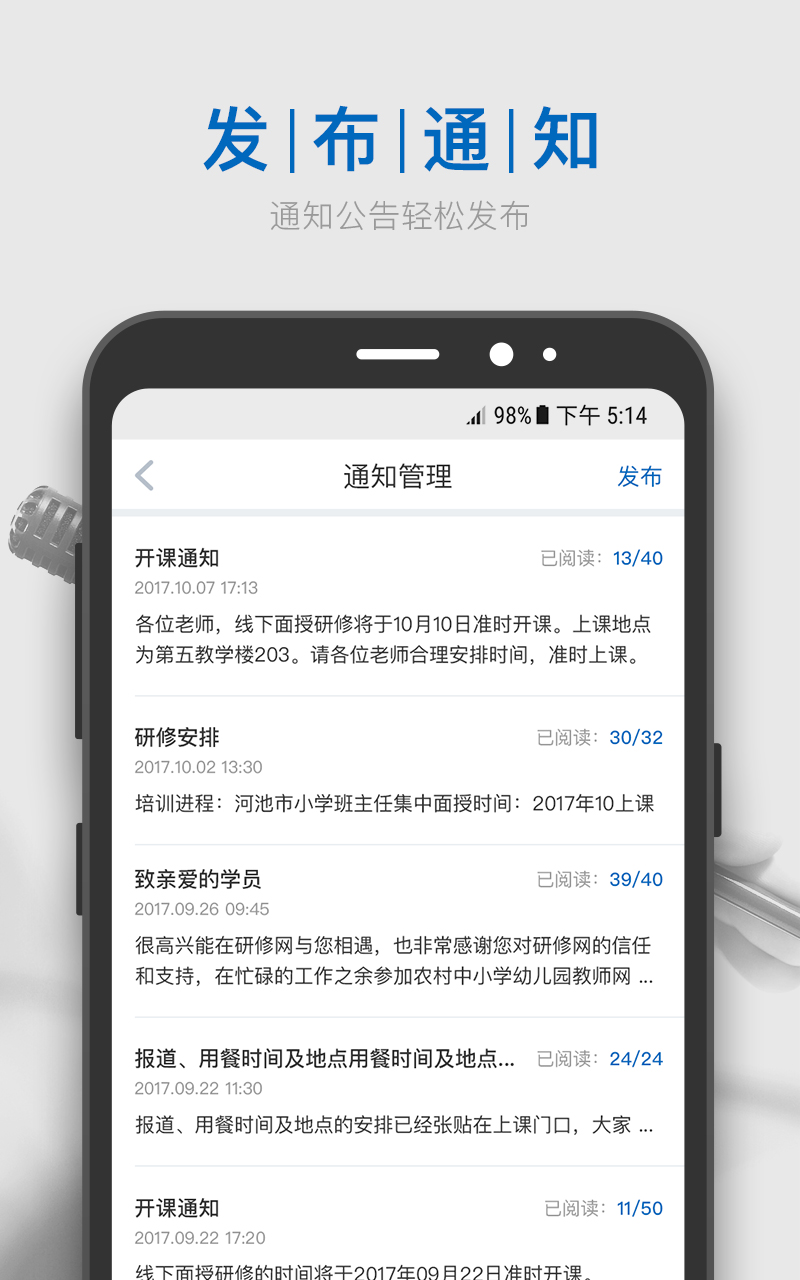 发|布|通|知
通知公告轻松发布
98% 下午 5:14
通知管理 发布
开课通知 已阅读：13/40
2017.10.07 17:13
各位老师，线下面授研修将于10月10日准时开课。上课地点
为第五教学楼203。请各位老师合理安排时间，准时上课。
研修安排 已阅读：30/32
2017.10.02 13:30
培训进程：河池市小学班主任集中面授时间：2017年10上课
致亲爱的学员 已阅读：39/40
2017.09.26 09:45
很高兴能在研修网与您相遇，也非常感谢您对研修网的信任
和支持，在忙碌的工作之余参加农村中小学幼儿园教师网 ...
报道、用餐时间及地点用餐时间及地点... 已阅读：24/24
2017.09.22 11:30
报道、用餐时间及地点的安排已经张贴在上课门口，大家 ...
开课通知 已阅读：11/50
2017.09.22 17:20
线下面授研修的时间将于2017年09月22日准时开课。